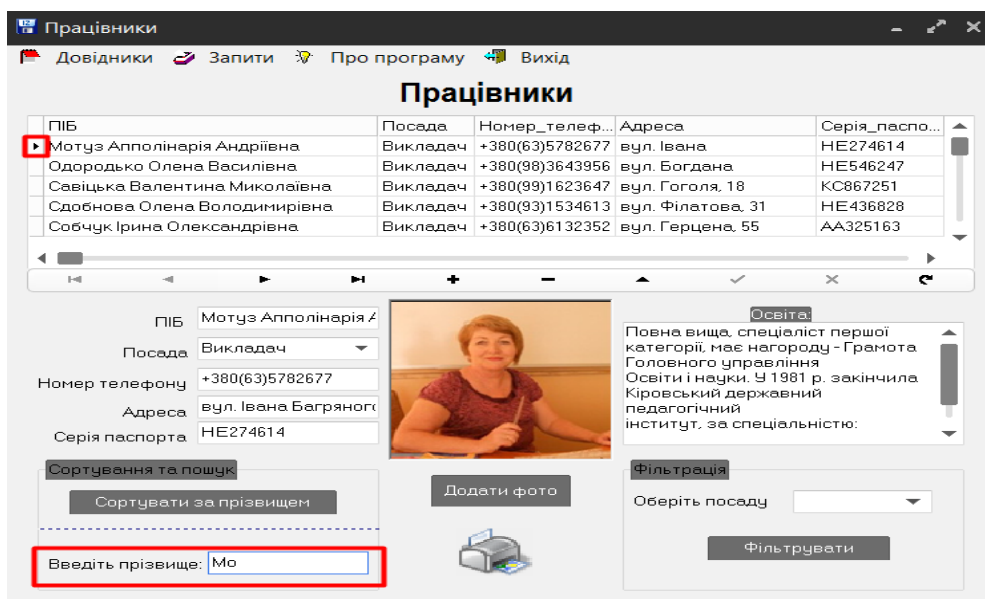 Працівники
Довідники Запити Про програму Вихід
Працівники
ПІБ Посада Номер_телеф... Адреса Серія_паспо...
Мотуз Апполінарія Андріївна Викладач +380(63)5782677 вул. Івана НЕ274614
Одородько Олена Василівна Викладач +380(98)3643956 вул. Богдана НЕ546247
Савіцька Валентина Миколаївна Викладач +380(99)1623647 вул. Гоголя, 18 КС867251
Сдобнова Олена Володимирівна Викладач +380(93)1534613 вул. Філатова, 31 НЕ436828
Собчук Ірина Олександрівна Викладач +380(63)6132352 вул. Герцена, 55 АА325163
ПІБ Мотуз Апполінарія А
Посада Викладач
Номер телефону +380(63)5782677
Адреса вул. Івана Багряного
Серія паспорта НЕ274614
Освіта:
Повна вища, спеціаліст першої
категорії, має нагороду - Грамота
Головного управління
Освіти і науки. У 1981 р. закінчила
Кіровський державний
педагогічний
інститут, за спеціальністю:
Сортування та пошук
Сортувати за прізвищем
Введіть прізвище: Мо
Додати фото
Фільтрація
Оберіть посаду
Фільтрувати